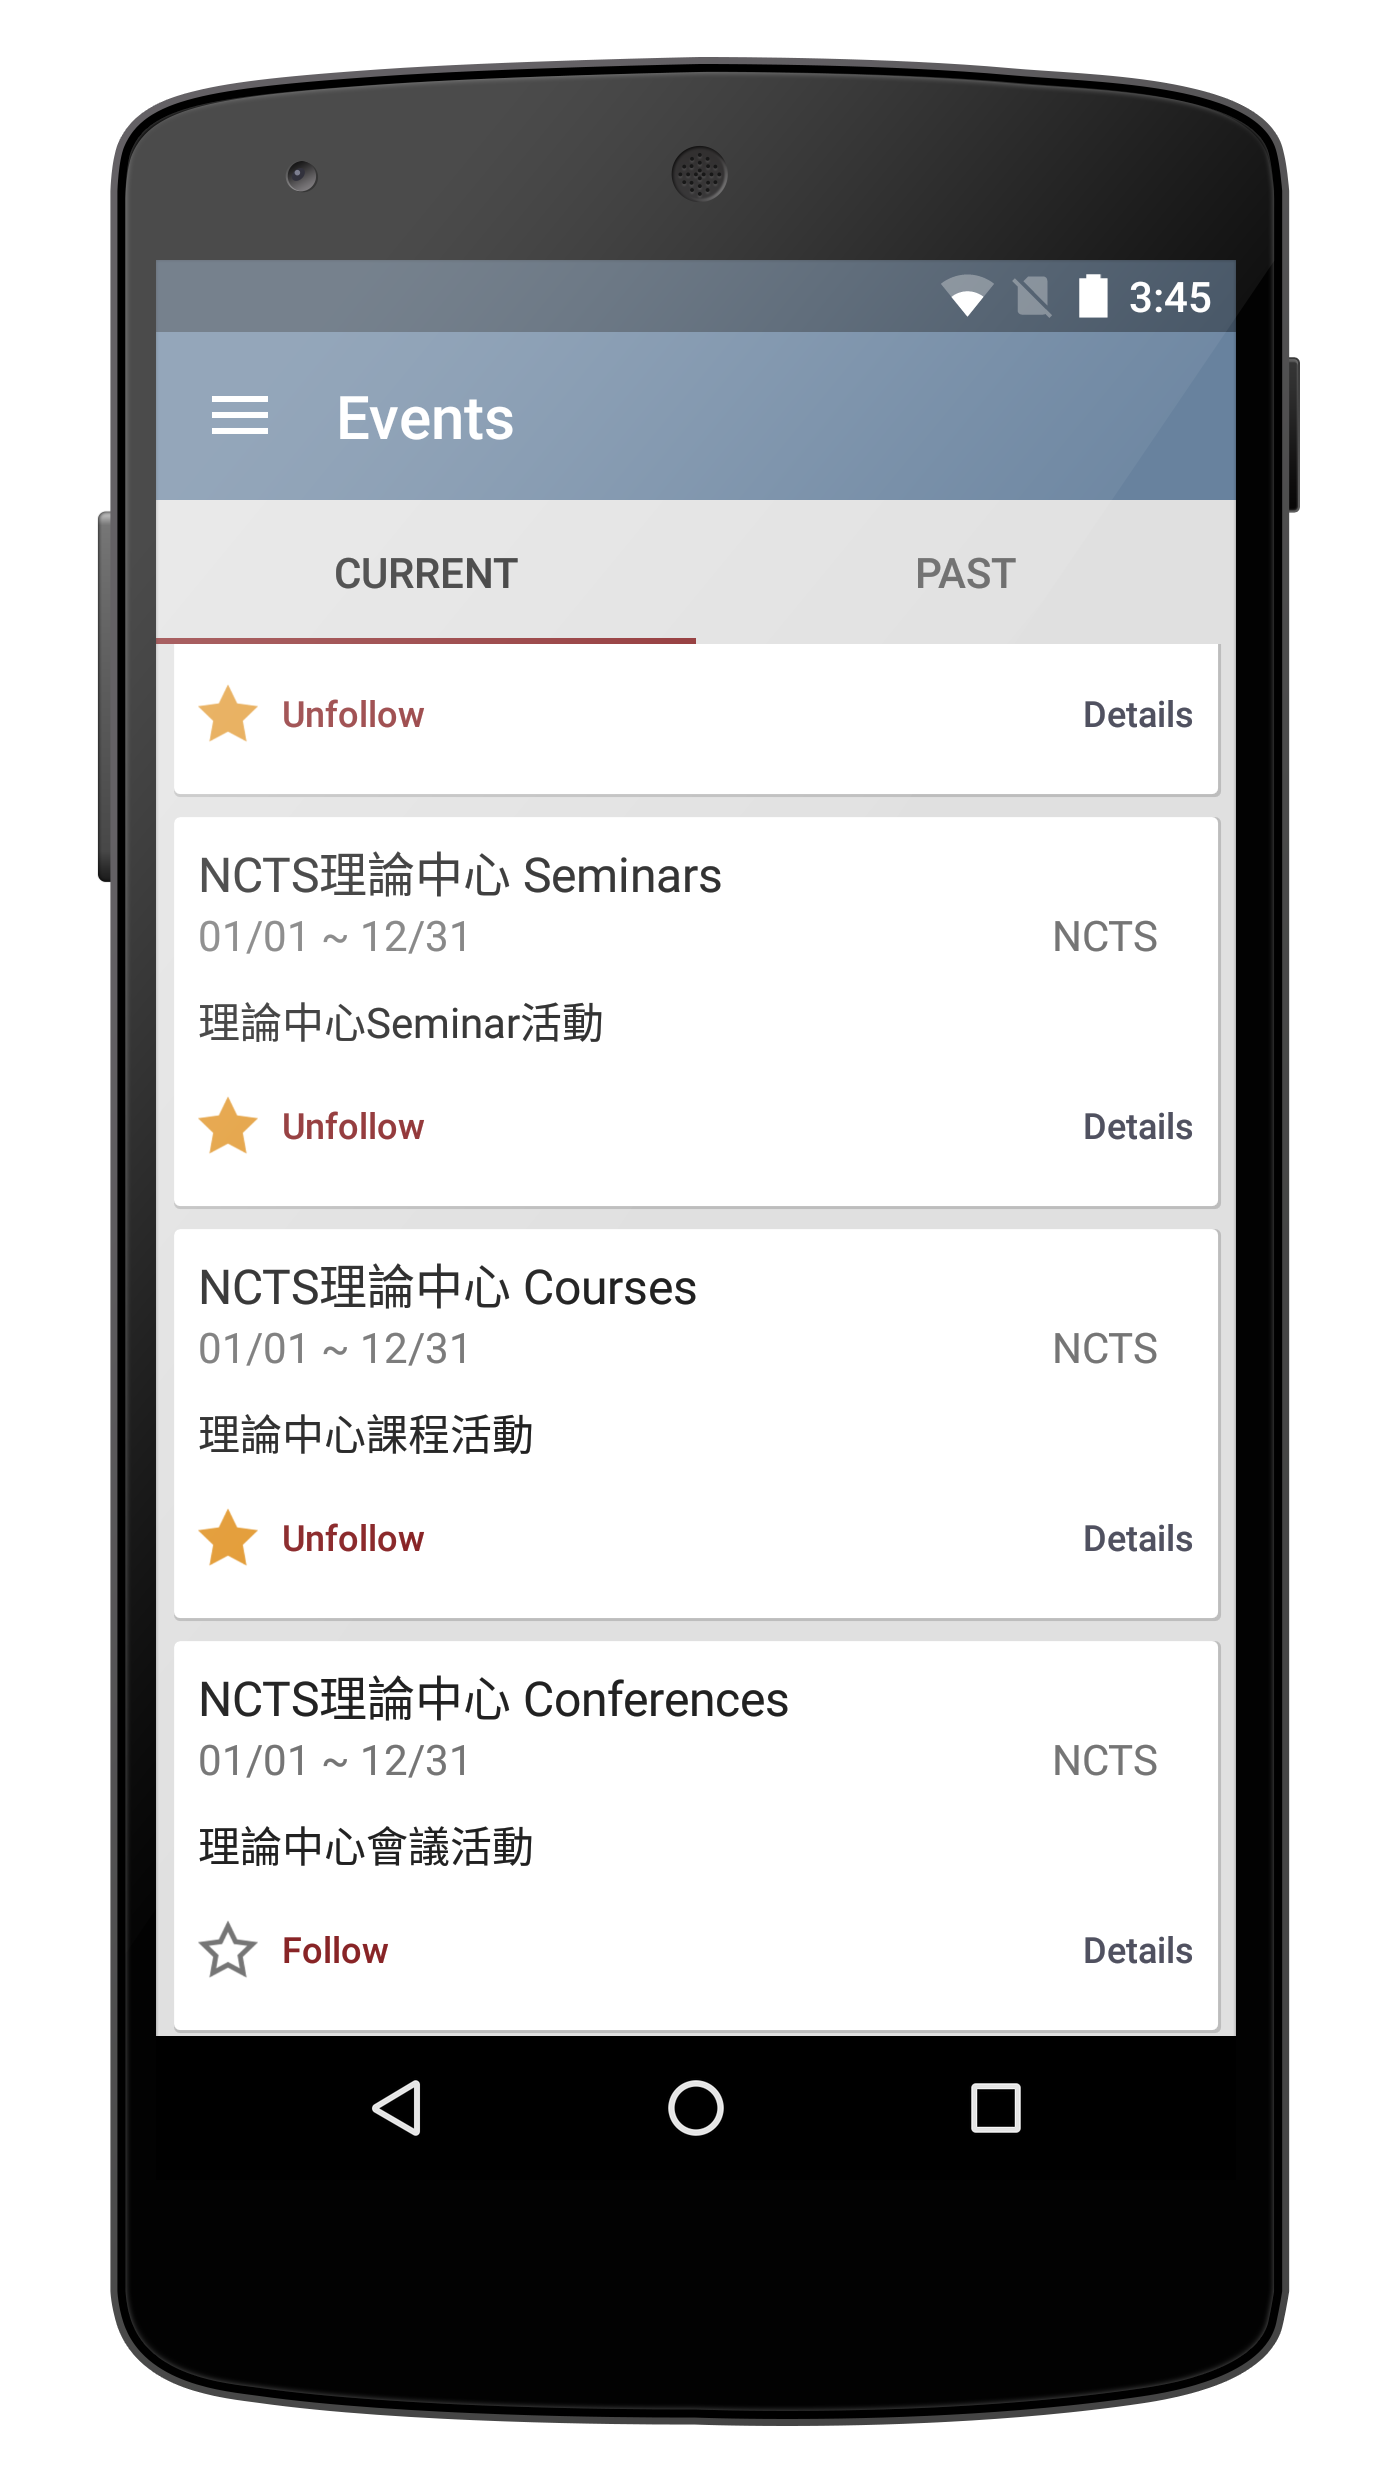 3:45
Events
CURRENT PAST
Unfollow Details
NCTS理論中心 Seminars
01/01 ~ 12/31 NCTS
理論中心Seminar活動
Unfollow Details
NCTS理論中心 Courses
01/01 ~ 12/31 NCTS
理論中心課程活動
Unfollow Details
NCTS理論中心 Conferences
01/01 ~ 12/31 NCTS
理論中心會議活動
Follow Details